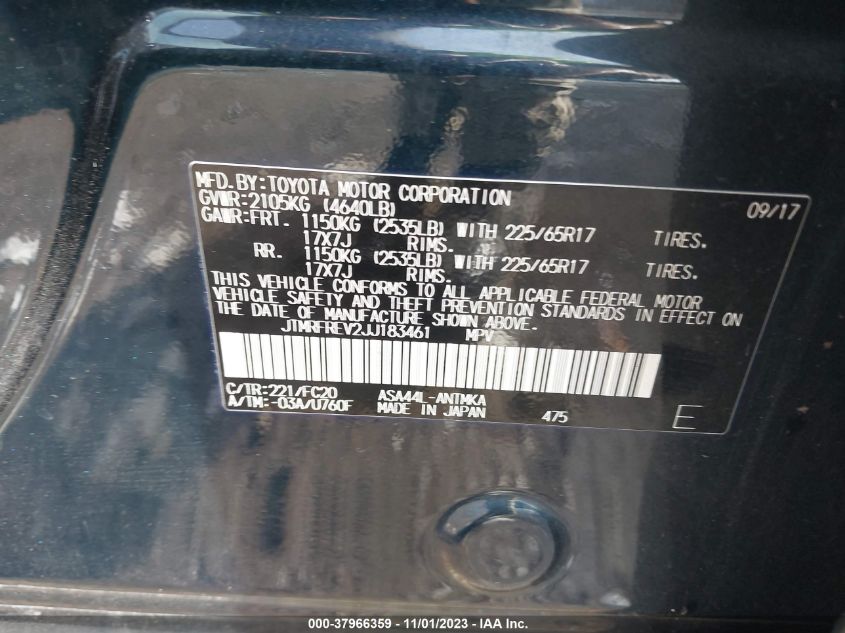 MFD.BY:TOYOTA MOTOR CORPORATION 09/17
GVWR:2105KG (4640LB)
GAWR:FRT. 1150KG (2535LB) WITH 225/65R17 TIRES.
17X7J RIMS.
RR. 1150KG (2535LB) WITH 225/65R17 TIRES.
17X7J RIMS.
THIS VEHICLE CONFORMS TO ALL APPLICABLE FEDERAL MOTOR
VEHICLE SAFETY AND THEFT PREVENTION STANDARDS IN EFFECT ON
THE DATE OF MANUFACTURE SHOWN ABOVE.
JTMRFREV2JJ183461 MPV
C/TR:221/FC20 ASA44L-ANTMKA
A/TM:-03A/U760F MADE IN JAPAN 475 E
000-37966359 - 11/01/2023 - IAA Inc.